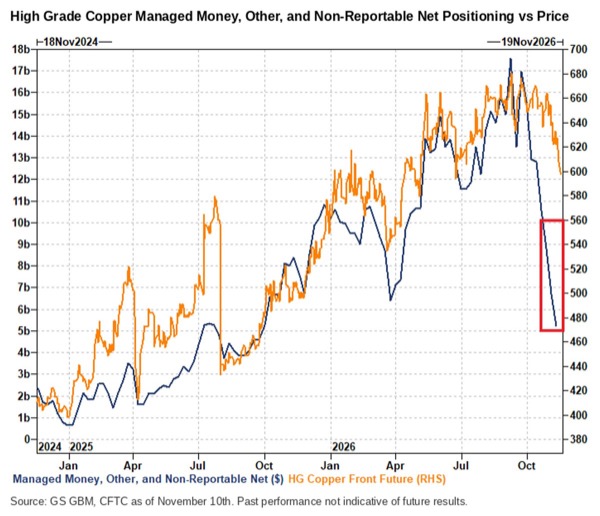 High Grade Copper Managed Money, Other, and Non-Reportable Net Positioning vs Price
18Nov2024
19Nov2026
18b
17b
16b
15b
14b
13b
12b
11b
10b
9b
8b
7b
6b
5b
4b
3b
2b
1b
0
700
680
660
640
620
600
580
560
540
520
500
480
460
440
420
400
380
2024 2025 2026
Jan Apr Jul Oct Jan Apr Jul Oct
Managed Money, Other, and Non-Reportable Net ($) HG Copper Front Future (RHS)
Source: GS GBM, CFTC as of November 10th. Past performance not indicative of future results.